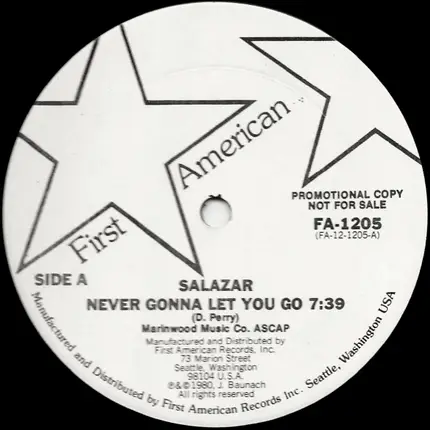 First American
PROMOTIONAL COPY
NOT FOR SALE
FA-1205
(FA-12-1205-A)
SIDE A
SALAZAR
NEVER GONNA LET YOU GO 7:39
(D. Perry)
Marinwood Music Co. ASCAP
Manufactured and Distributed by
First American Records, Inc.
73 Marion Street
Seattle, Washington
98104 U.S.A.
℗&©1980, J. Baunach
All rights reserved
Manufactured and Distributed by First American Records Inc. Seattle, Washington USA